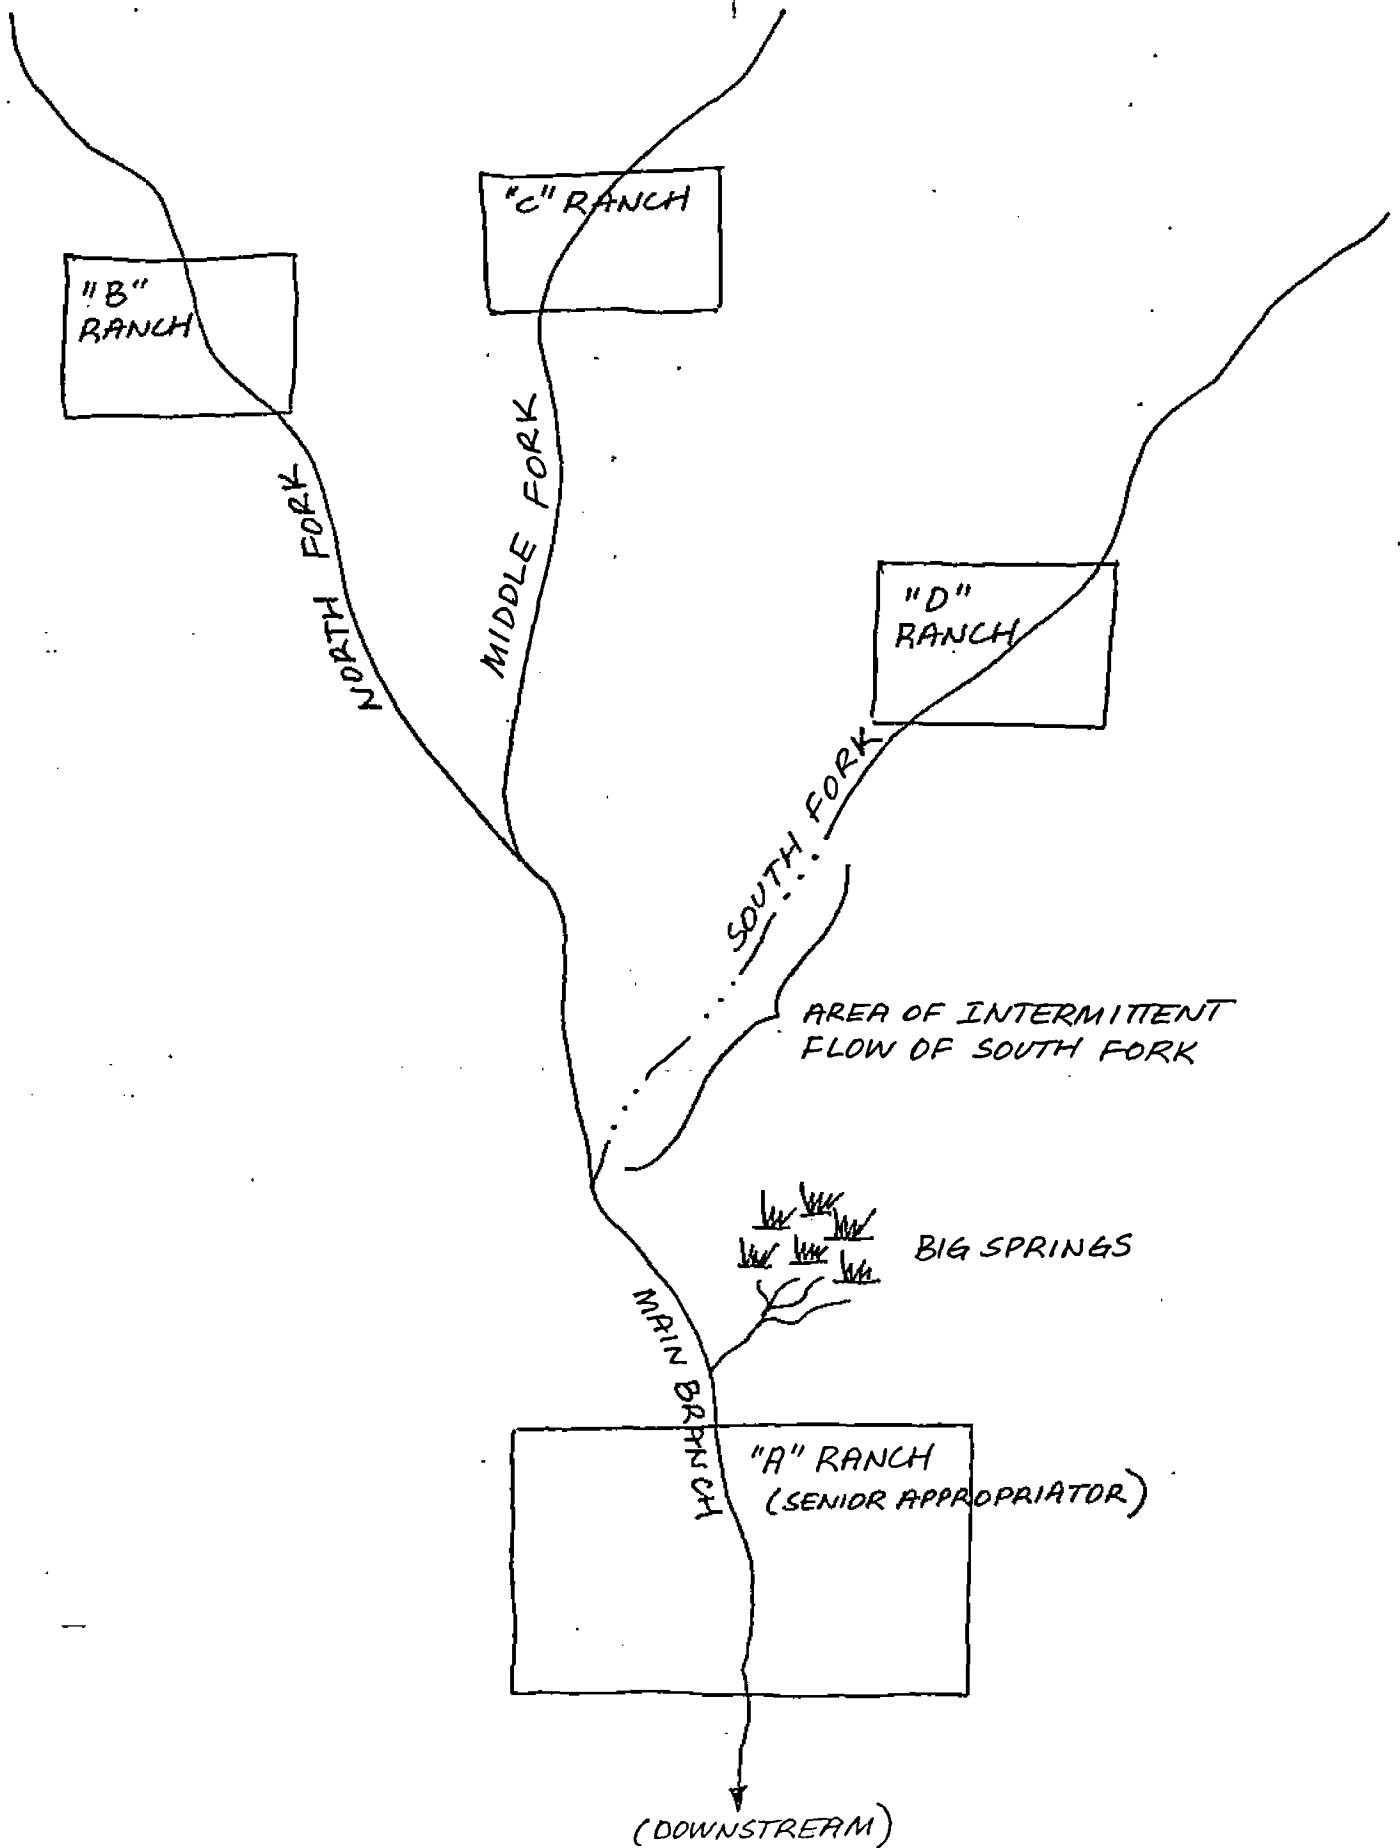 "C" RANCH
"B"
RANCH
MIDDLE FORK
NORTH FORK
"D"
RANCH
SOUTH FORK
AREA OF INTERMITTENT
FLOW OF SOUTH FORK
BIG SPRINGS
MAIN BRANCH
"A" RANCH
(SENIOR APPROPRIATOR)
(DOWNSTREAM)